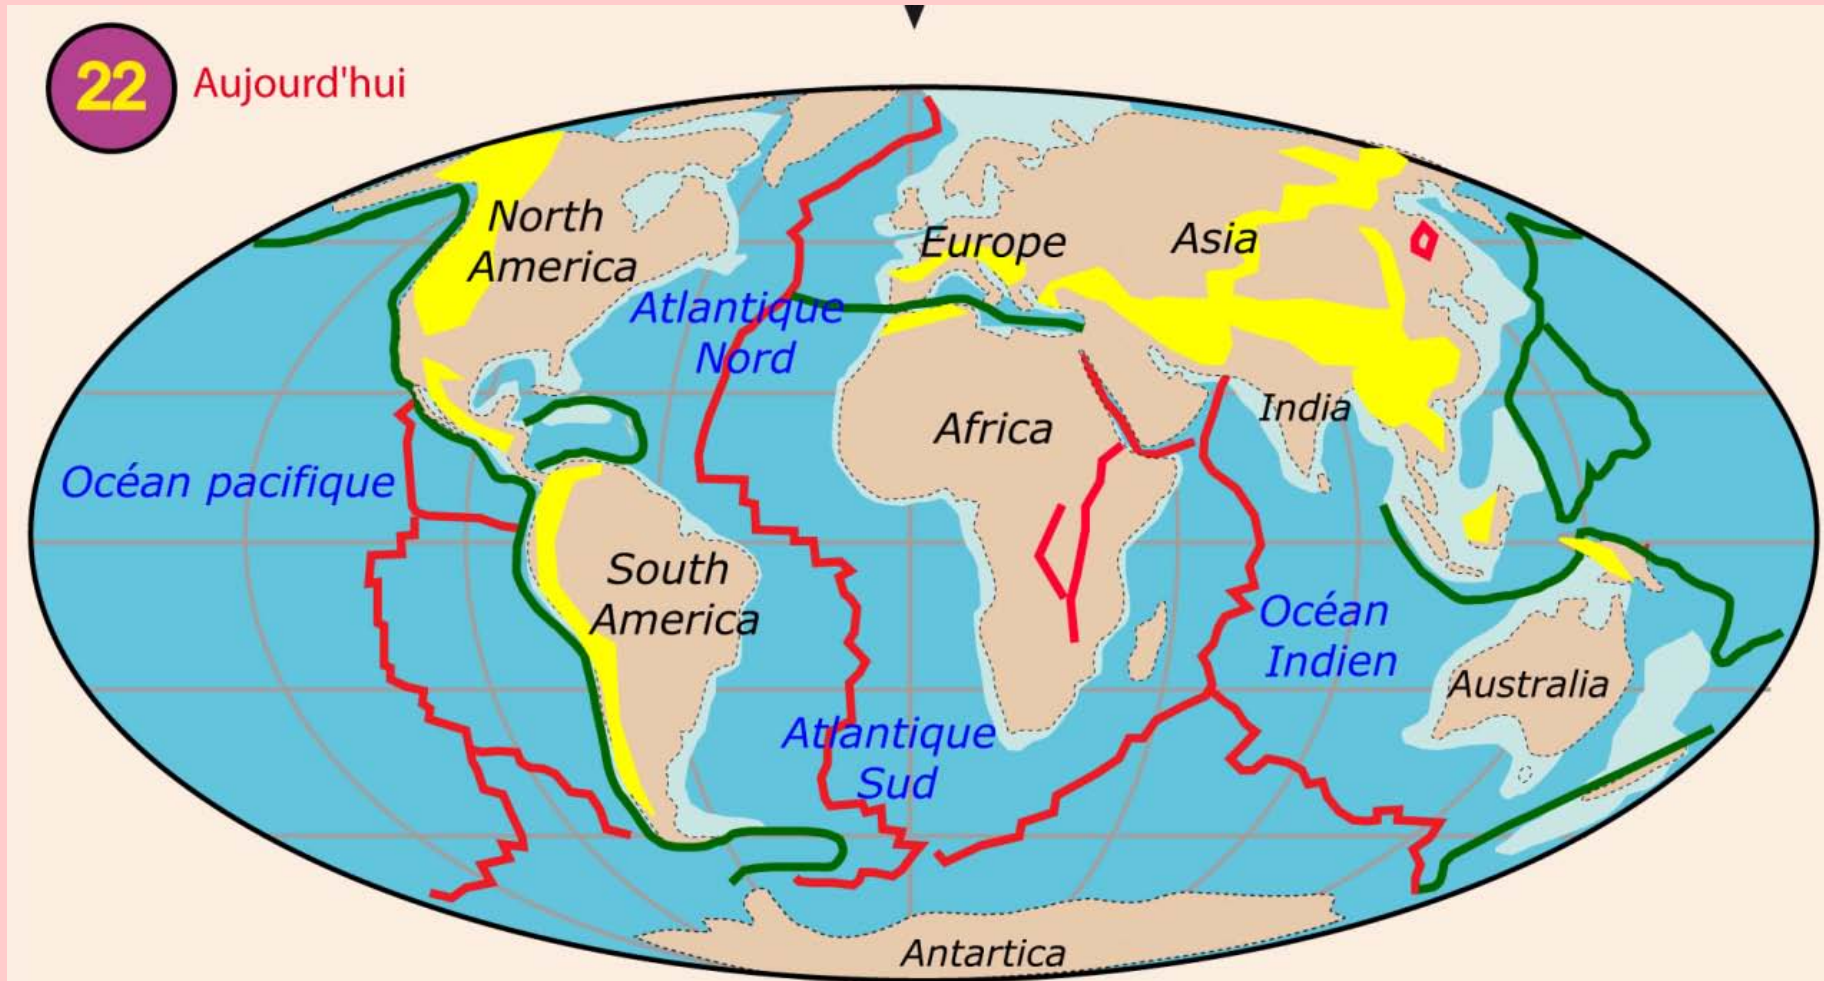 22
Aujourd'hui
North
America
Europe
Asia
Atlantique
Nord
Africa
India
Océan pacifique
South
America
Océan
Indien
Australia
Atlantique
Sud
Antartica